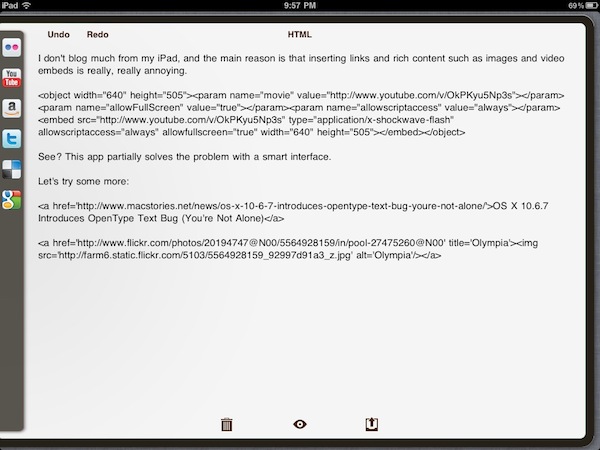 iPad 9:57 PM 69%
Undo Redo HTML
You
Tube
a
t
g
I don't blog much from my iPad, and the main reason is that inserting links and rich content such as images and video
embeds is really, really annoying.
<object width="640" height="505"><param name="movie" value="http://www.youtube.com/v/OkPKyu5Np3s"></param>
<param name="allowFullScreen" value="true"></param><param name="allowscriptaccess" value="always"></param>
<embed src="http://www.youtube.com/v/OkPKyu5Np3s" type="application/x-shockwave-flash"
allowscriptaccess="always" allowfullscreen="true" width="640" height="505"></embed></object>
See? This app partially solves the problem with a smart interface.
Let's try some more:
<a href='http://www.macstories.net/news/os-x-10-6-7-introduces-opentype-text-bug-youre-not-alone/'>OS X 10.6.7
Introduces OpenType Text Bug (You're Not Alone)</a>
<a href='http://www.flickr.com/photos/20194747@N00/5564928159/in/pool-27475260@N00' title='Olympia'><img
src='http://farm6.static.flickr.com/5103/5564928159_92997d91a3_z.jpg' alt='Olympia'/></a>